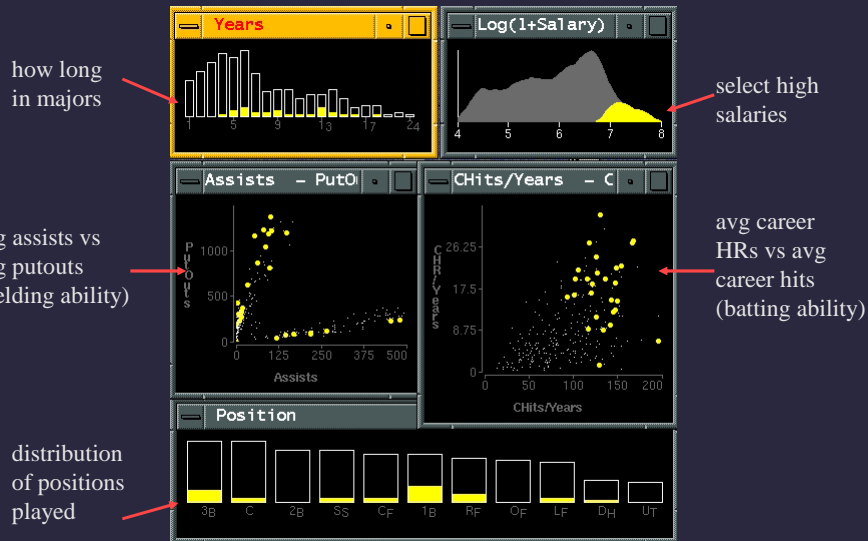 Years
Log(1+Salary)
how long
in majors
1 5 9 13 17 24
4 5 6 7 8
select high
salaries
Assists - PutO
CHits/Years - C
g assists vs
g putouts
elding ability)
PutOuts
1000
500
0
0 125 250 500
Assists
CHR/Years
26.25
17.5
8.75
0
0 50 100 150 200
CHits/Years
avg career
HRs vs avg
career hits
(batting ability)
Position
distribution
of positions
played
3B C 2B SS CF 1B RF OF LF DH UT